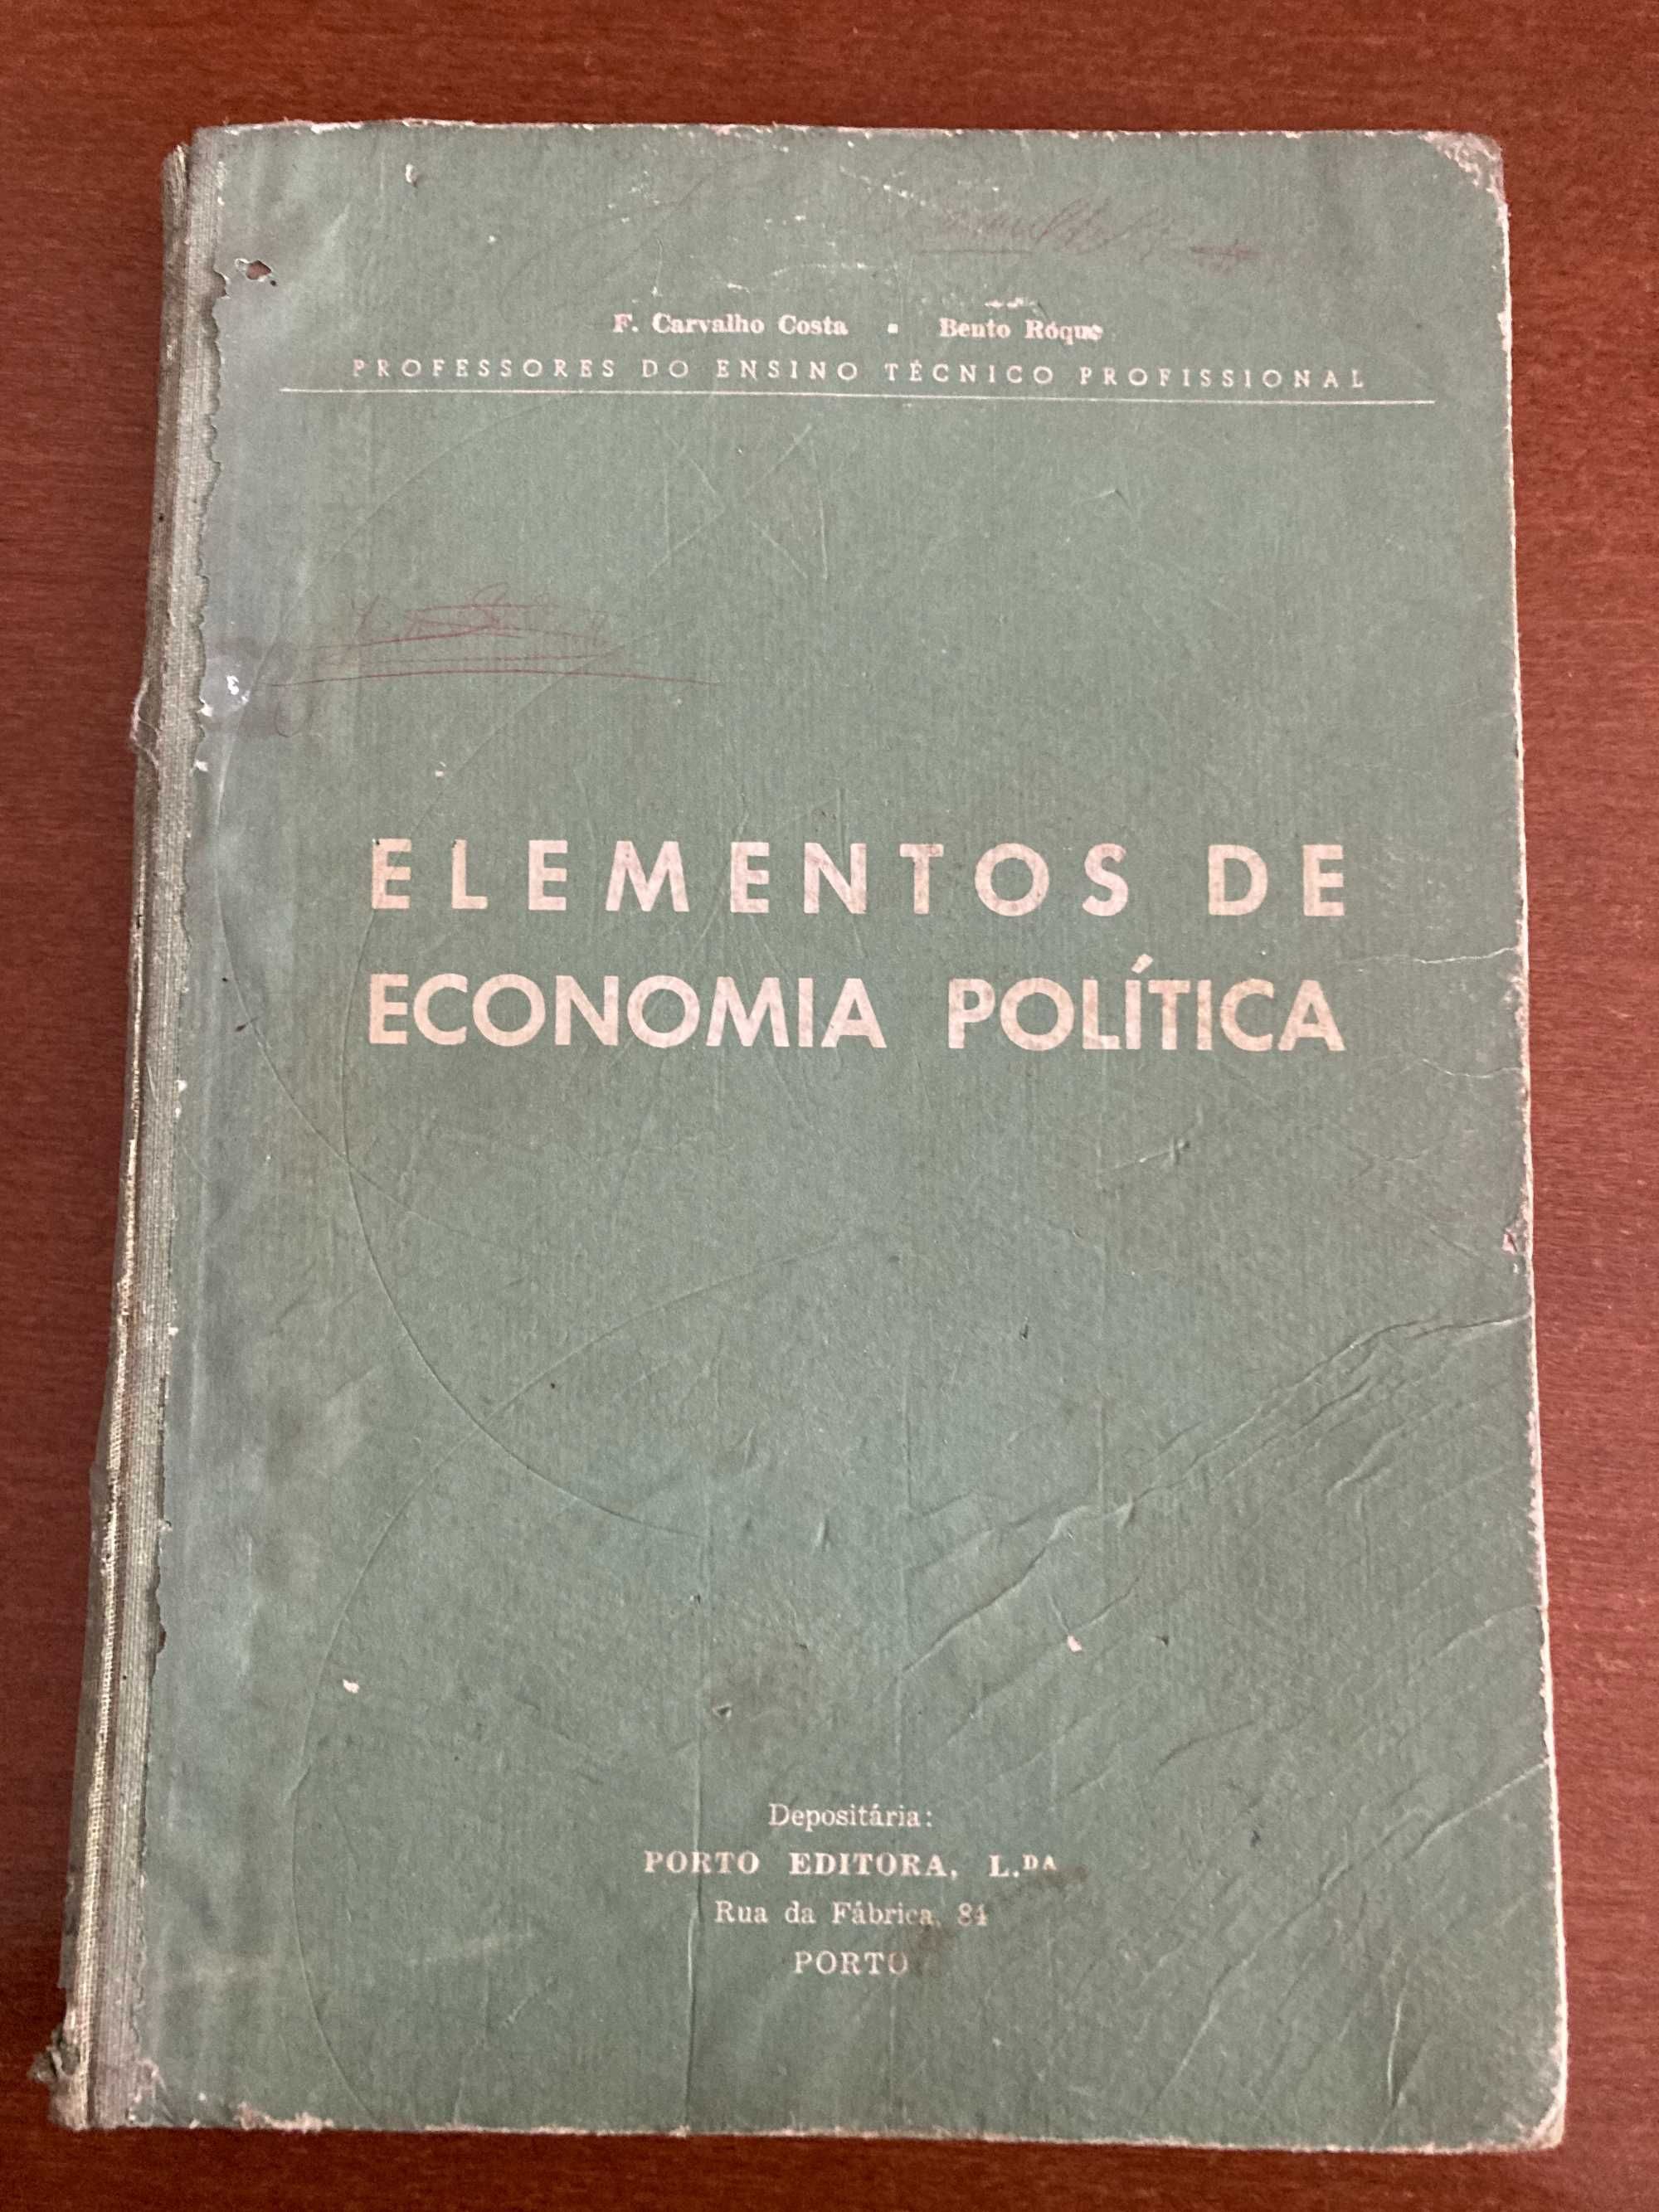 F. Carvalho Costa ▪ Bento Róque
PROFESSORES DO ENSINO TÉCNICO PROFISSIONAL
ELEMENTOS DE
ECONOMIA POLÍTICA
Depositária:
PORTO EDITORA, L.DA
Rua da Fábrica, 84
PORTO